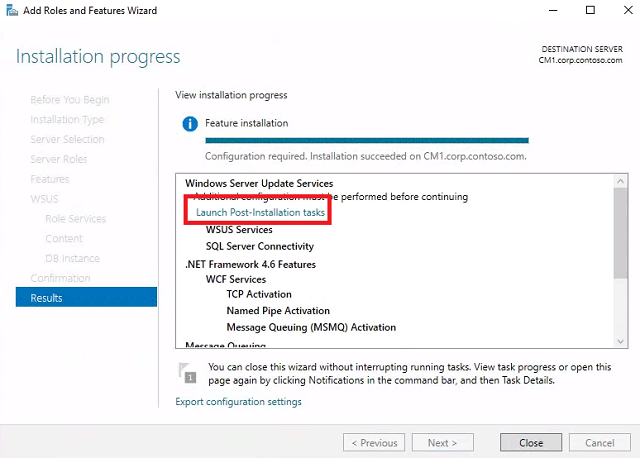 Add Roles and Features Wizard
Installation progress
DESTINATION SERVER
CM1.corp.contoso.com
Before You Begin
Installation Type
Server Selection
Server Roles
Features
WSUS
Role Services
Content
DB Instance
Confirmation
Results
View installation progress
Feature installation
Configuration required. Installation succeeded on CM1.corp.contoso.com.
Windows Server Update Services
Additional configuration must be performed before continuing
Launch Post-Installation tasks
WSUS Services
SQL Server Connectivity
.NET Framework 4.6 Features
WCF Services
TCP Activation
Named Pipe Activation
Message Queuing (MSMQ) Activation
Message Queuing
1
You can close this wizard without interrupting running tasks. View task progress or open this
page again by clicking Notifications in the command bar, and then Task Details.
Export configuration settings
< Previous
Next >
Close
Cancel